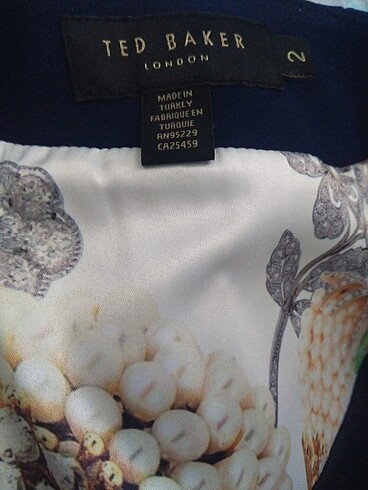 TED BAKER
LONDON
2
MADE IN
TURKEY
FABRIQUE EN
TURQUIE
RN95229
CA25459